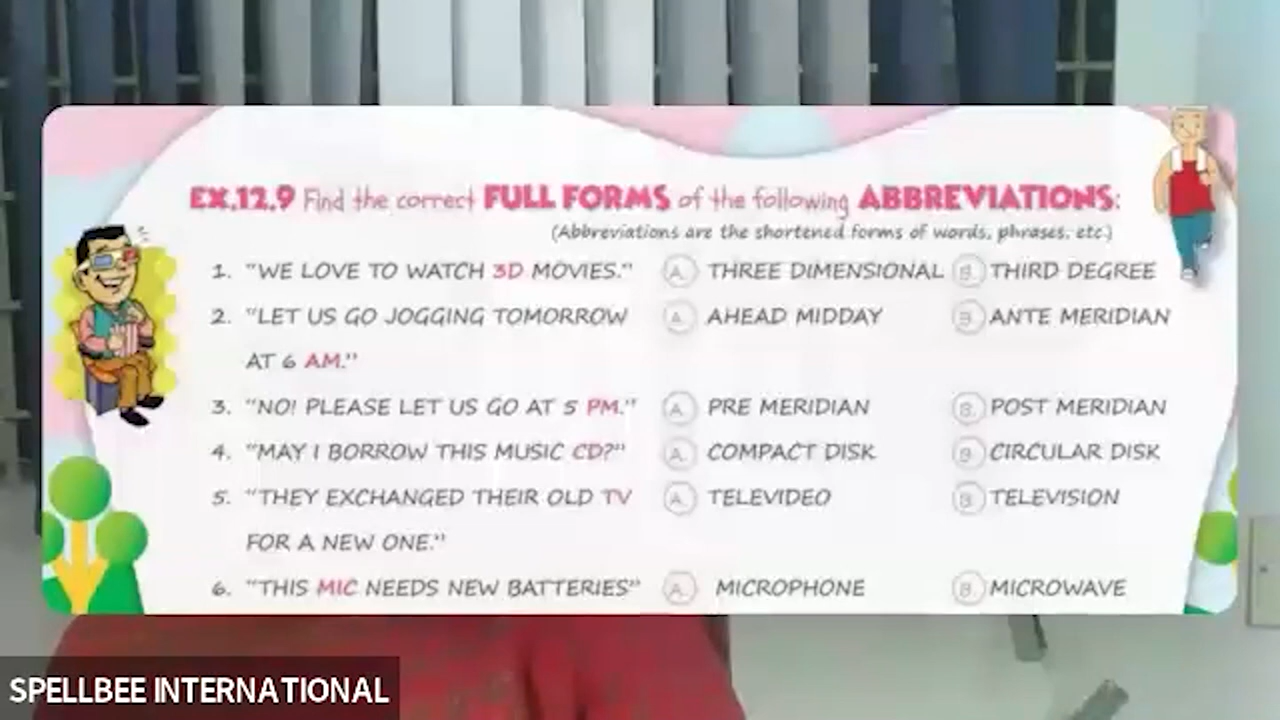 EX.12.9 Find the correct FULL FORMS of the following ABBREVIATIONS:
(Abbreviations are the shortened forms of words, phrases, etc.)
1. "WE LOVE TO WATCH 3D MOVIES." A. THREE DIMENSIONAL B. THIRD DEGREE
2. "LET US GO JOGGING TOMORROW A. AHEAD MIDDAY B. ANTE MERIDIAN
AT 6 AM."
3. "NO! PLEASE LET US GO AT 5 PM." A. PRE MERIDIAN B. POST MERIDIAN
4. "MAY I BORROW THIS MUSIC CD?" A. COMPACT DISK B. CIRCULAR DISK
5. "THEY EXCHANGED THEIR OLD TV A. TELEVIDEO B. TELEVISION
FOR A NEW ONE."
6. "THIS MIC NEEDS NEW BATTERIES" A. MICROPHONE B. MICROWAVE
SPELLBEE INTERNATIONAL